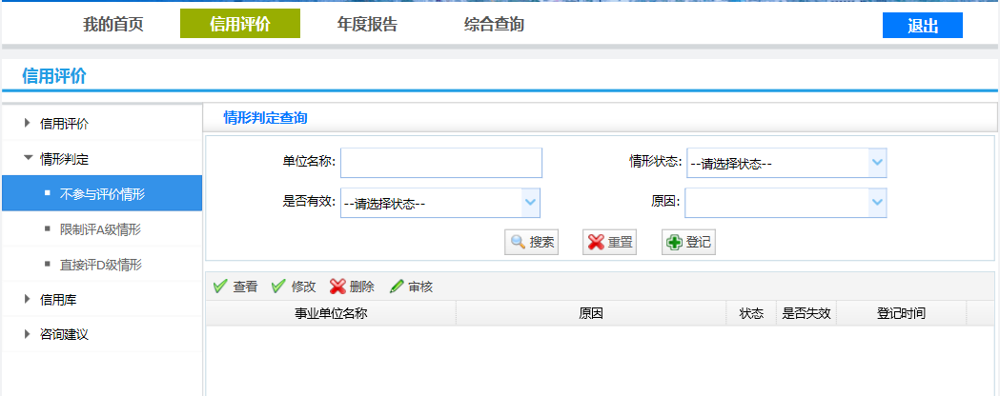 我的首页 信用评价 年度报告 综合查询 退出
信用评价
信用评价
情形判定
不参与评价情形
限制评A级情形
直接评D级情形
信用库
咨询建议
情形判定查询
单位名称: 情形状态: --请选择状态--
是否有效: --请选择状态-- 原因:
搜索 重置 登记
查看 修改 删除 审核
事业单位名称 原因 状态 是否失效 登记时间